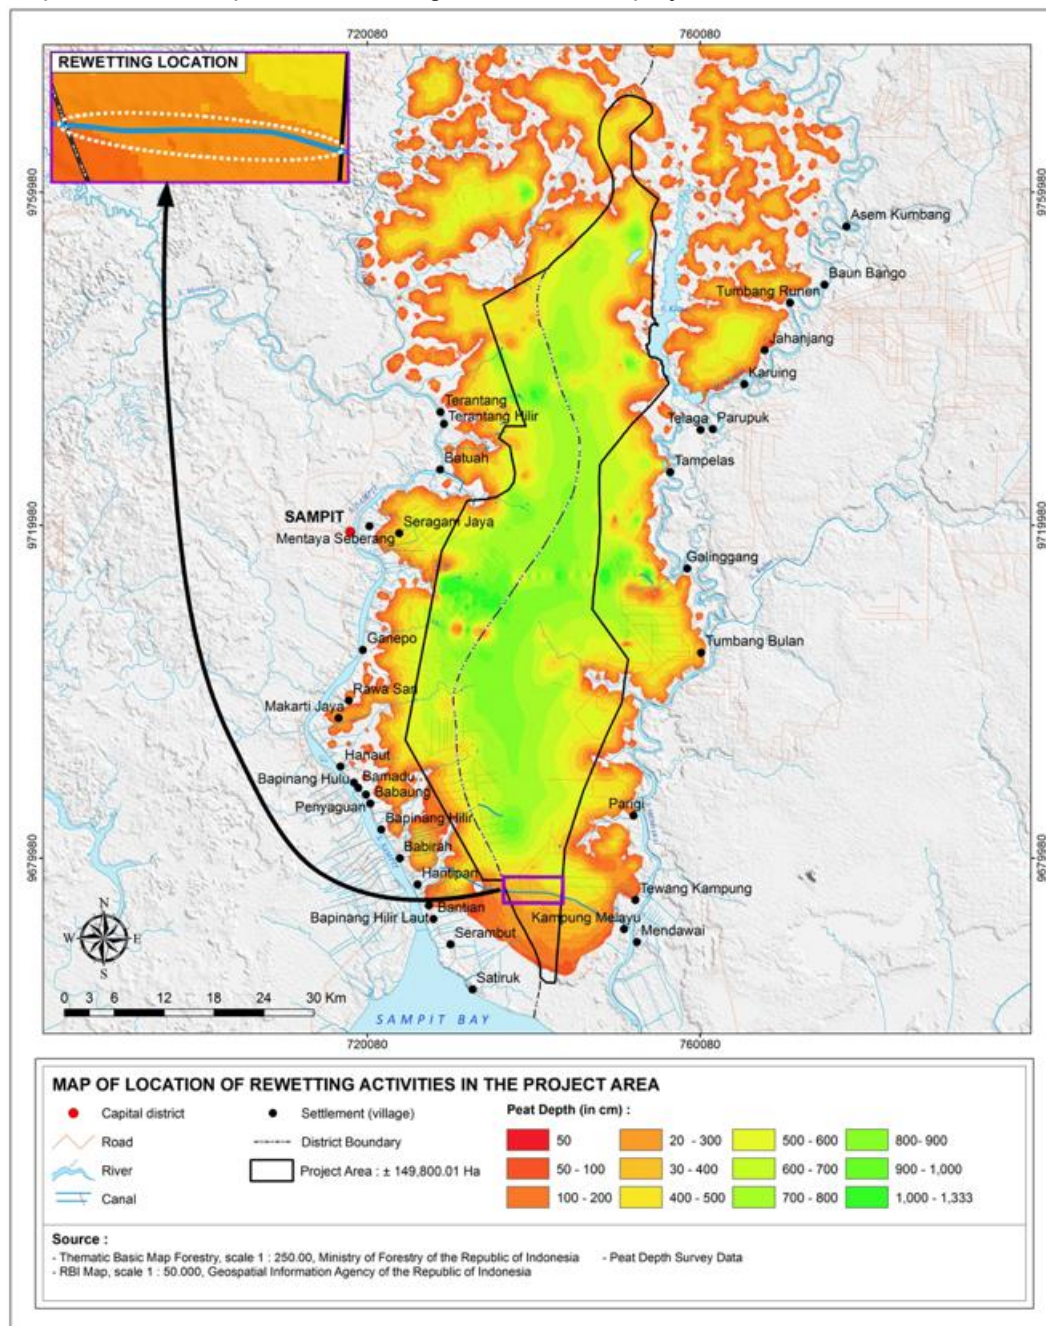 720080
760080
REWETTING LOCATION
9759980
9759980
Asem Kumbang
Baun Bango
Tumbang Runen
Jahanjang
Karuing
Terantang
Terantang Hilir
Telaga
Parupuk
Batuah
Tampelas
SAMPIT
Seragam Jaya
Mentaya Seberang
9719980
9719980
Galinggang
Ganepo
Tumbang Bulan
Rawa Sari
Makarti Jaya
Hanaut
Bapinang Hulu
Bamadu
Babaung
Penyaguan
Bapinang Hilir
Parigi
Babirah
9679980
9679980
Hantipan
Tewang Kampung
Bantian
Bapinang Hilir Laut
Kampung Melayu
Serambut
Mendawai
Satiruk
N
W E
S
0 3 6 12 18 24 30 Km
SAMPIT BAY
720080
760080
MAP OF LOCATION OF REWETTING ACTIVITIES IN THE PROJECT AREA
Capital district
Settlement (village)
Road
District Boundary
River
Project Area : ± 149,800.01 Ha
Canal
Peat Depth (in cm) :
50
20 - 300
500 - 600
800- 900
50 - 100
30 - 400
600 - 700
900 - 1,000
100 - 200
400 - 500
700 - 800
1,000 - 1,333
Source :
- Thematic Basic Map Forestry, scale 1 : 250.00, Ministry of Forestry of the Republic of Indonesia - Peat Depth Survey Data
- RBI Map, scale 1 : 50.000, Geospatial Information Agency of the Republic of Indonesia